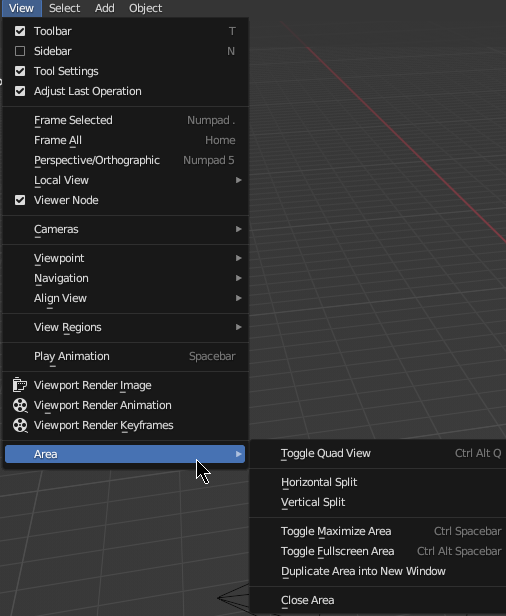 View Select Add Object
Toolbar T
Sidebar N
Tool Settings
Adjust Last Operation
Frame Selected Numpad .
Frame All Home
Perspective/Orthographic Numpad 5
Local View
Viewer Node
Cameras
Viewpoint
Navigation
Align View
View Regions
Play Animation Spacebar
Viewport Render Image
Viewport Render Animation
Viewport Render Keyframes
Area
Toggle Quad View Ctrl Alt Q
Horizontal Split
Vertical Split
Toggle Maximize Area Ctrl Spacebar
Toggle Fullscreen Area Ctrl Alt Spacebar
Duplicate Area into New Window
Close Area